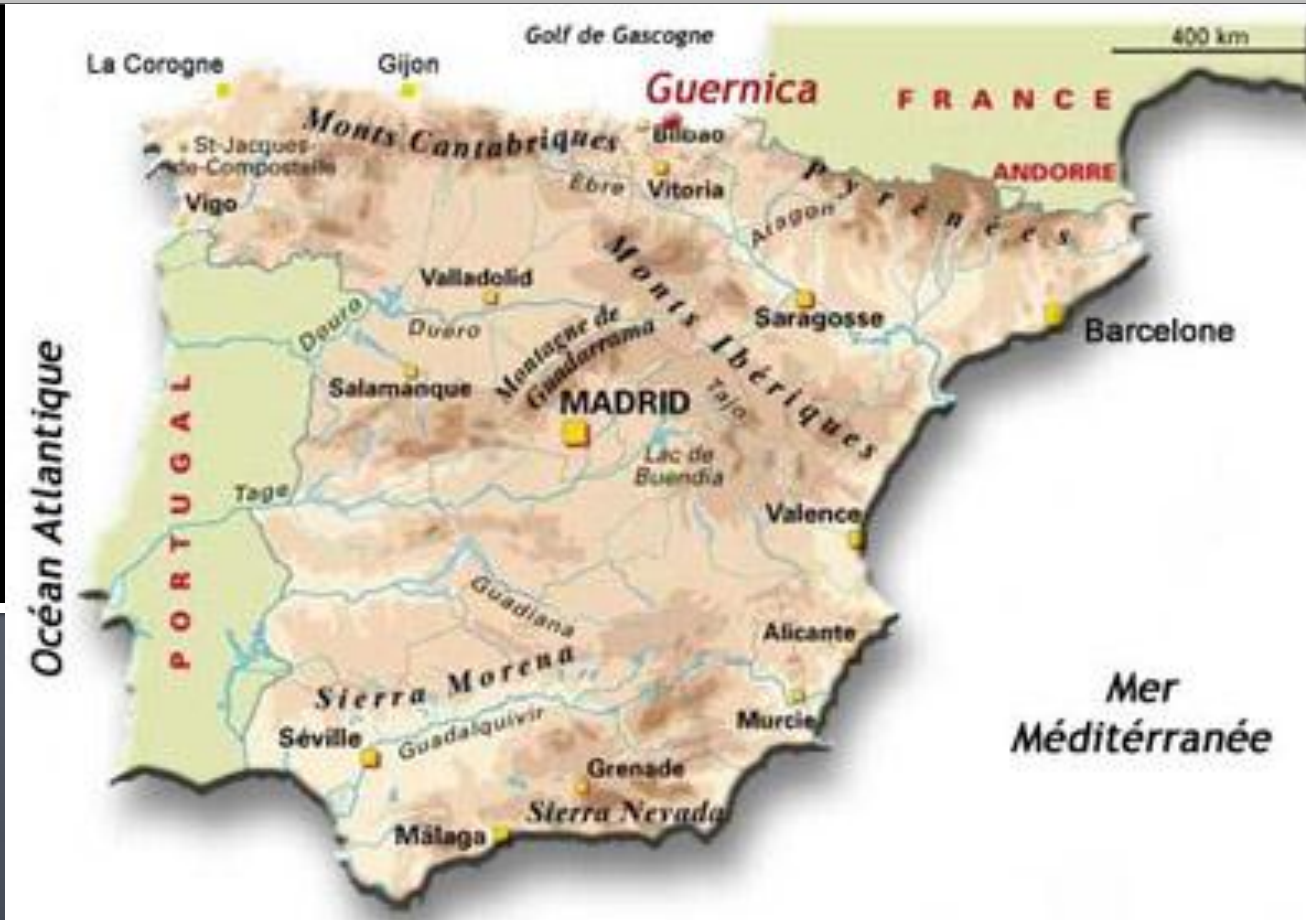 Golf de Gascogne
400 km
La Corogne
Gijon
Guernica
FRANCE
Monts Cantabriques
Bilbao
St-Jacques-
de-Compostelle
ANDORRE
Pyrénées
Ebre
Vitoria
Vigo
Aragon
Valladolid
Monts Ibériques
Douro
Duero
Montagne de
Guadarrama
Saragosse
Barcelone
Salamanque
MADRID
Tajo
Océan Atlantique
PORTUGAL
Lac de
Buendia
Tage
Valence
Guadiana
Alicante
Sierra Morena
Mer
Méditérranée
Murcie
Séville
Guadalquivir
Grenade
Sierra Nevada
Málaga